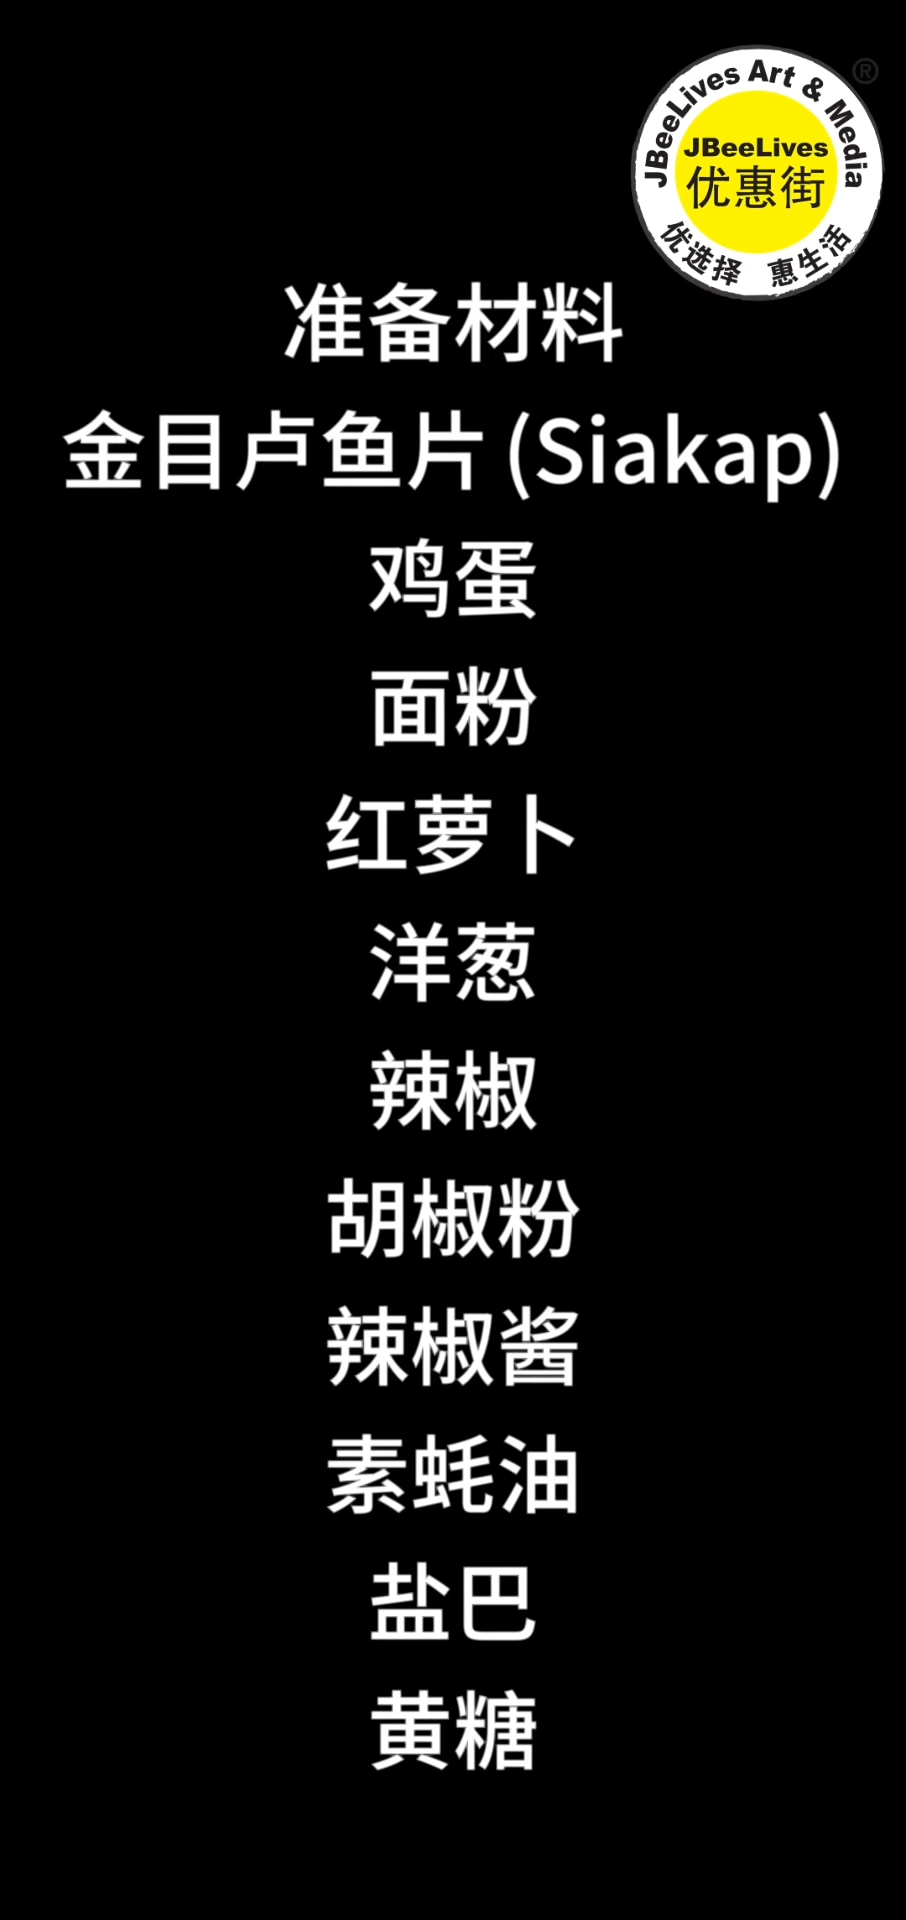 JBeeLives Art & Media
®
JBeeLives
优惠街
优选择 惠生活
准备材料
金目卢鱼片(Siakap)
鸡蛋
面粉
红萝卜
洋葱
辣椒
胡椒粉
辣椒酱
素蚝油
盐巴
黄糖